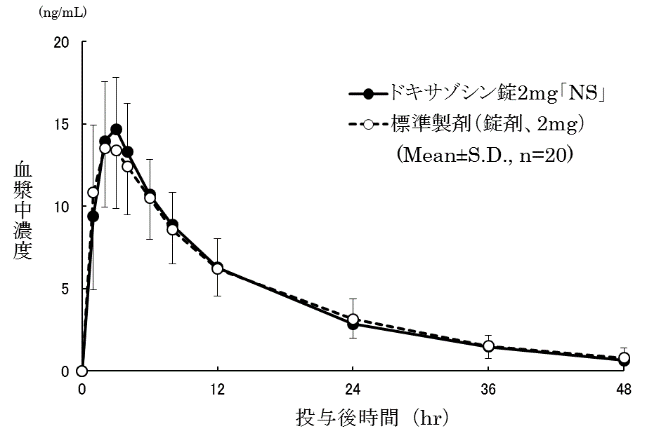 (ng/mL)
20
15
10
5
0
血漿中濃度
ドキサゾシン錠2mg「NS」
標準製剤(錠剤、2mg)
(Mean±S.D., n=20)
0 12 24 36 48
投与後時間 (hr)